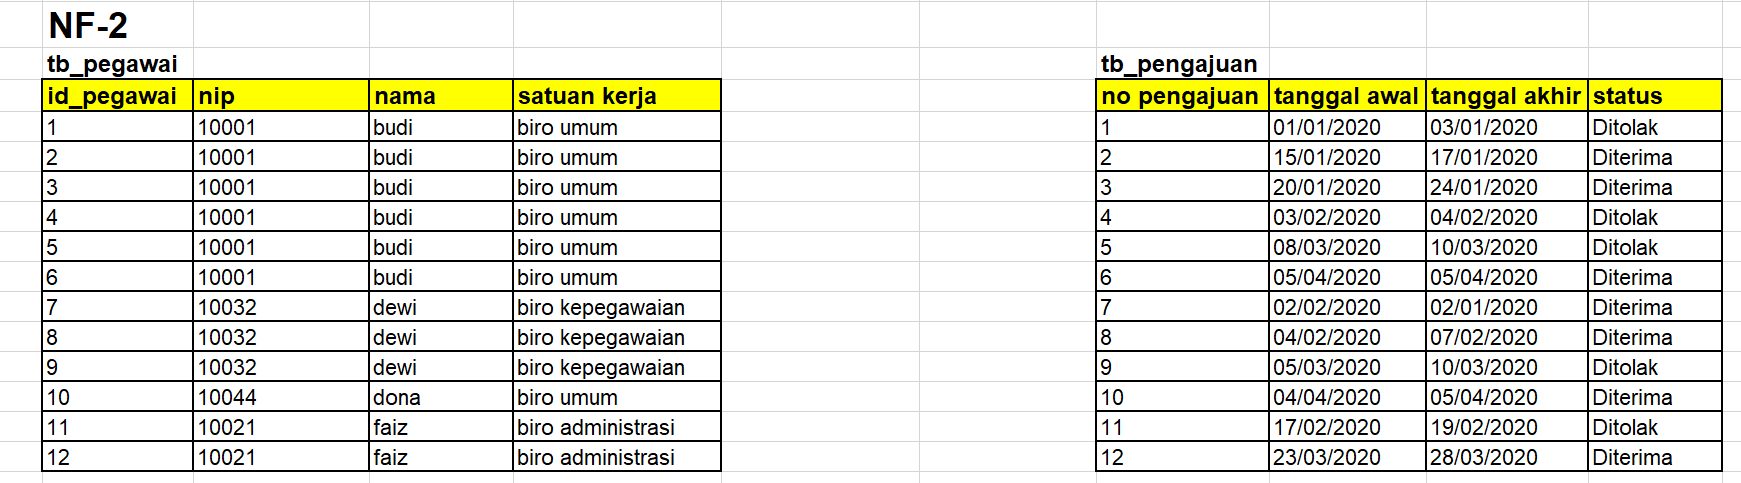 NF-2
tb_pegawai
id_pegawai nip nama satuan kerja
1 10001 budi biro umum
2 10001 budi biro umum
3 10001 budi biro umum
4 10001 budi biro umum
5 10001 budi biro umum
6 10001 budi biro umum
7 10032 dewi biro kepegawaian
8 10032 dewi biro kepegawaian
9 10032 dewi biro kepegawaian
10 10044 dona biro umum
11 10021 faiz biro administrasi
12 10021 faiz biro administrasi
tb_pengajuan
no pengajuan tanggal awal tanggal akhir status
1 01/01/2020 03/01/2020 Ditolak
2 15/01/2020 17/01/2020 Diterima
3 20/01/2020 24/01/2020 Diterima
4 03/02/2020 04/02/2020 Ditolak
5 08/03/2020 10/03/2020 Ditolak
6 05/04/2020 05/04/2020 Diterima
7 02/02/2020 02/01/2020 Diterima
8 04/02/2020 07/02/2020 Diterima
9 05/03/2020 10/03/2020 Ditolak
10 04/04/2020 05/04/2020 Diterima
11 17/02/2020 19/02/2020 Ditolak
12 23/03/2020 28/03/2020 Diterima